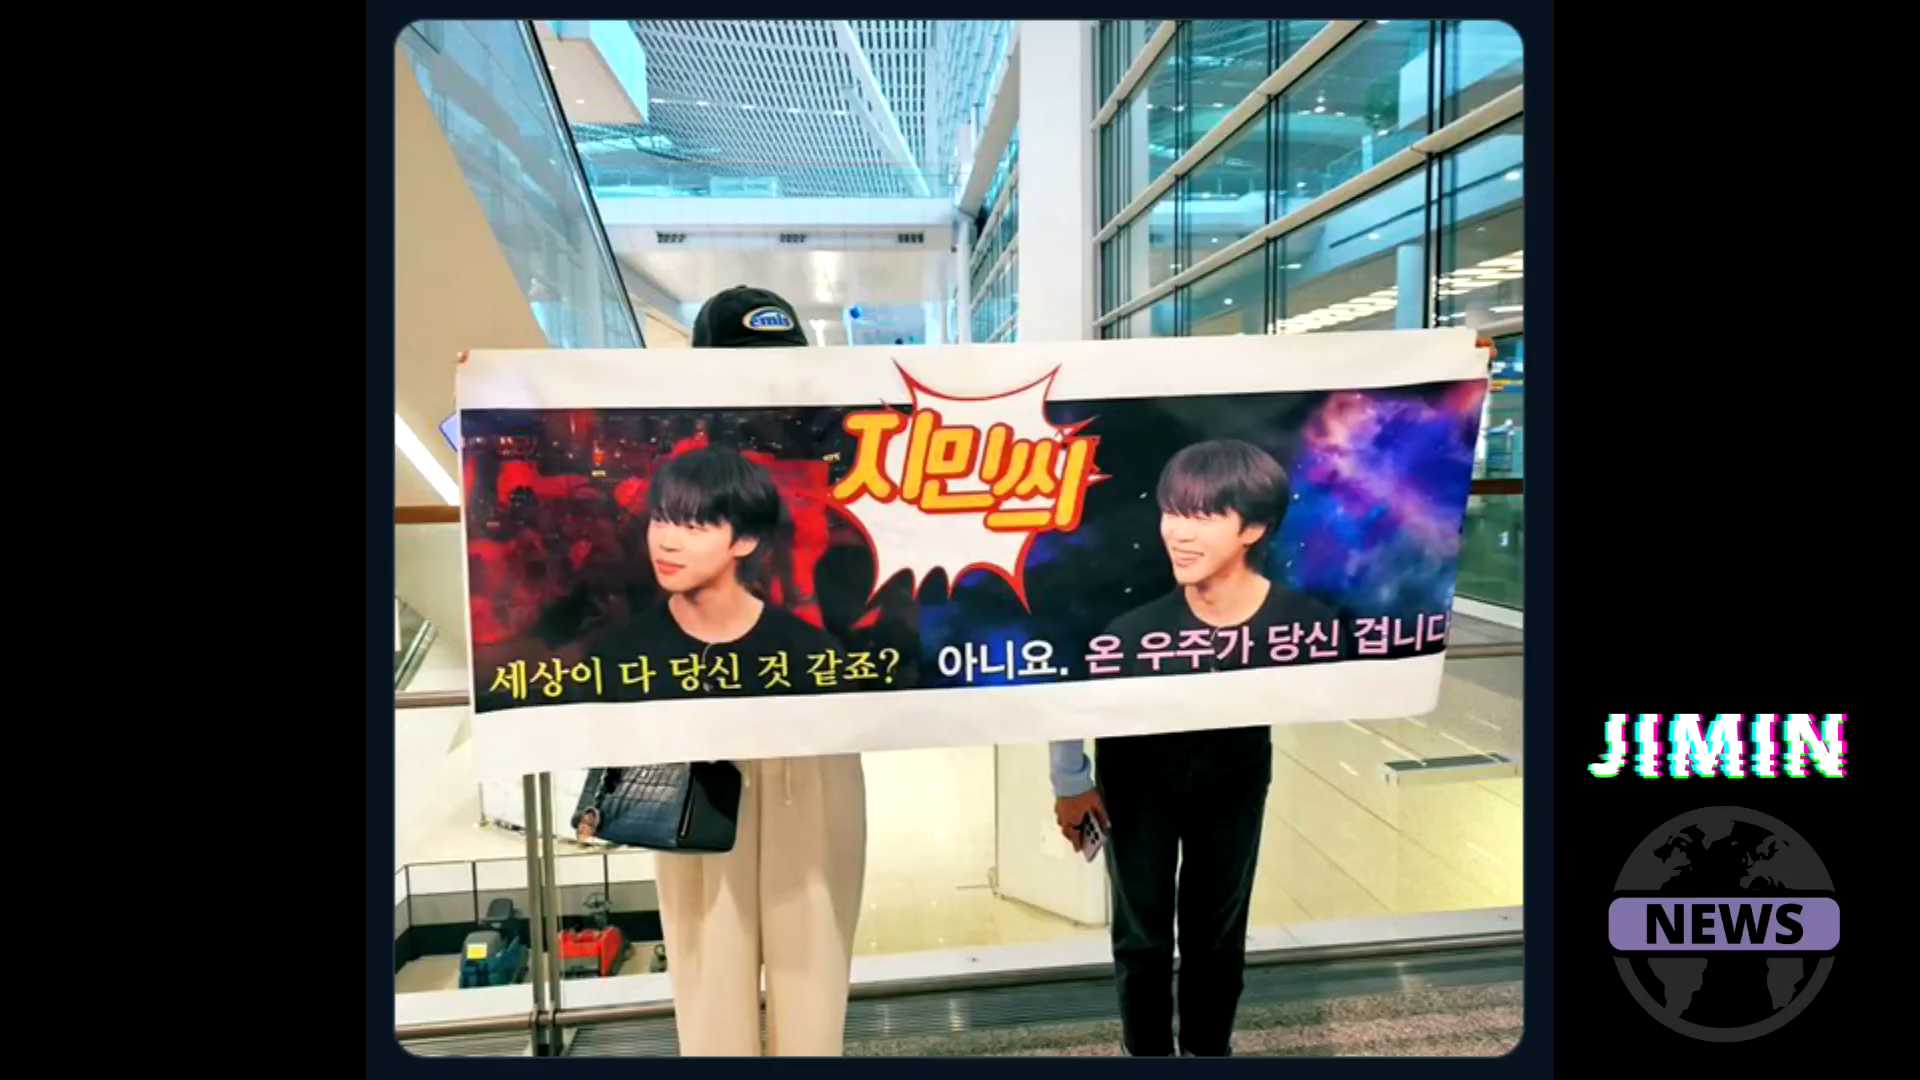 emis
지민씨
세상이 다 당신 것 같죠?
아니요. 온 우주가 당신 겁니다
JIMIN
NEWS